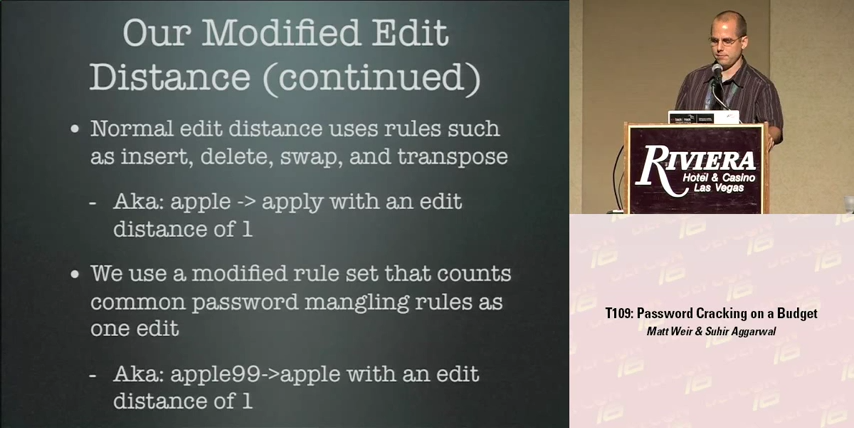 Our Modified Edit
Distance (continued)
• Normal edit distance uses rules such
as insert, delete, swap, and transpose
- Aka: apple -> apply with an edit
distance of 1
• We use a modified rule set that counts
common password mangling rules as
one edit
- Aka: apple99->apple with an edit
distance of 1
RIVIERA
Hotel & Casino
Las Vegas
T109: Password Cracking on a Budget
Matt Weir & Suhir Aggarwal